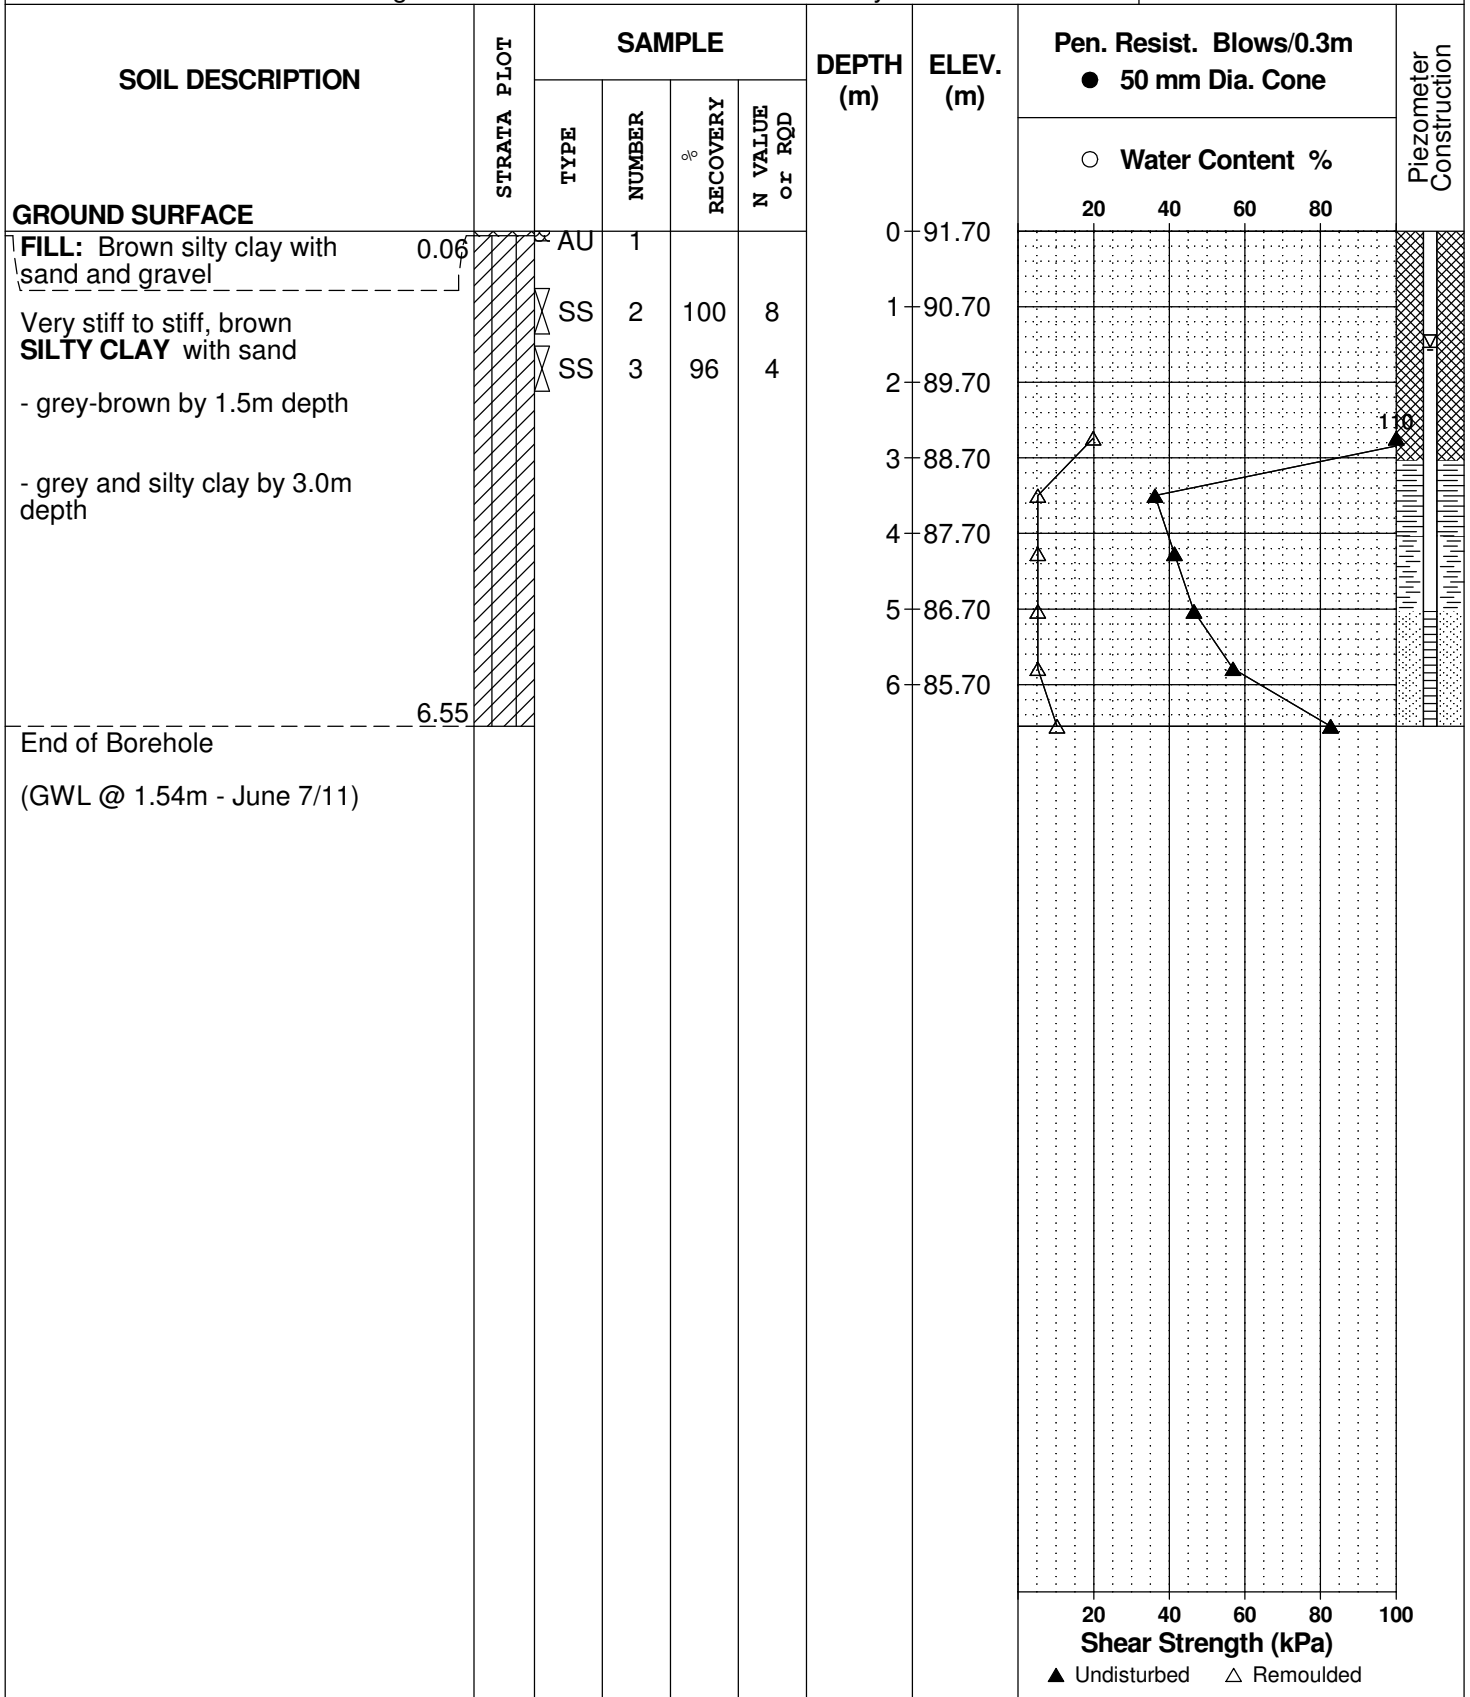 SOIL DESCRIPTION
GROUND SURFACE
STRATA PLOT
SAMPLE
TYPE
NUMBER
%
RECOVERY
N VALUE
or RQD
DEPTH
(m)
ELEV.
(m)
Pen. Resist. Blows/0.3m
● 50 mm Dia. Cone
○ Water Content %
20 40 60 80
Piezometer
Construction
FILL: Brown silty clay with 0.06
sand and gravel
AU 1
0 91.70
Very stiff to stiff, brown
SILTY CLAY with sand
SS 2 100 8
1 90.70
SS 3 96 4
2 89.70
- grey-brown by 1.5m depth
110
3 88.70
- grey and silty clay by 3.0m
depth
4 87.70
5 86.70
6 85.70
6.55
End of Borehole
(GWL @ 1.54m - June 7/11)
20 40 60 80 100
Shear Strength (kPa)
▲ Undisturbed △ Remoulded